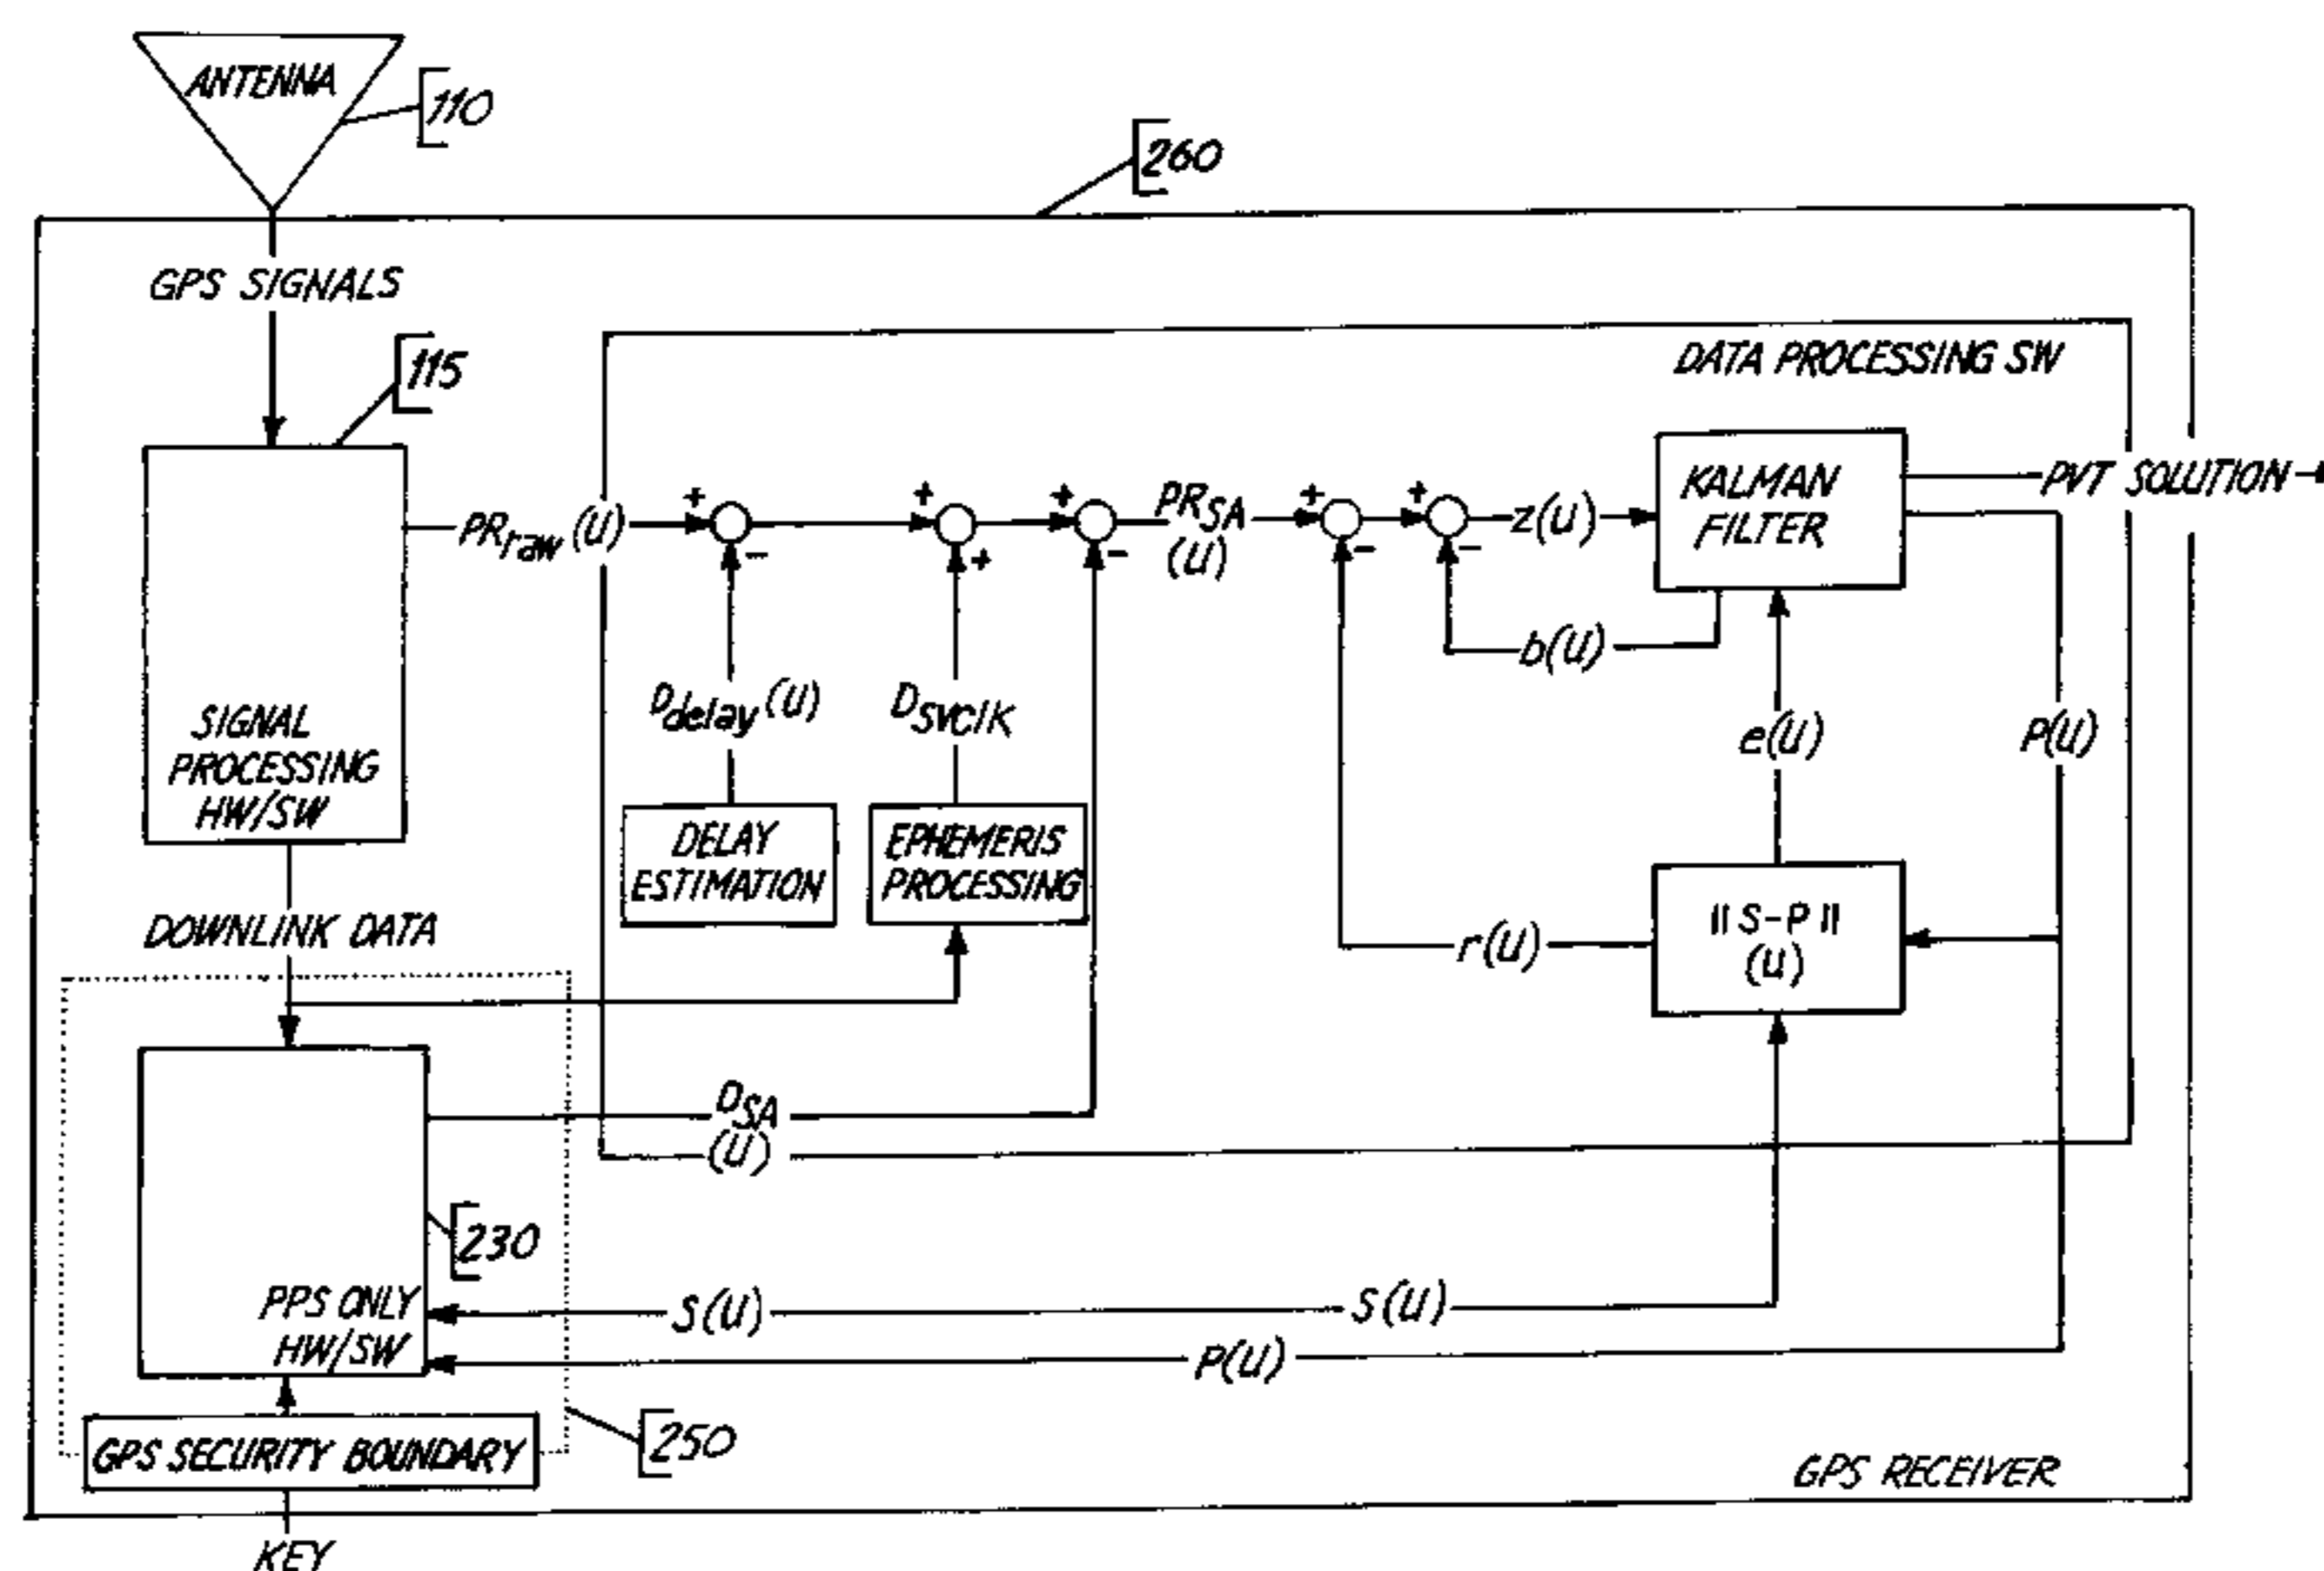 ANTENNA
110
260
GPS SIGNALS
115
DATA PROCESSING SW
KALMAN
FILTER
PVT SOLUTION
PRraw (U)
+
-
+
+
+
-
PRSA
(U)
+
-
+
-
z(U)
b(U)
Ddelay (U)
DSVClK
e(U)
P(U)
SIGNAL
PROCESSING
HW/SW
DELAY
ESTIMATION
EPHEMERIS
PROCESSING
|| S-P ||
(U)
r(U)
DOWNLINK DATA
DSA
(U)
230
PPS ONLY
HW/SW
S(U)
S(U)
P(U)
250
GPS SECURITY BOUNDARY
GPS RECEIVER
KEY